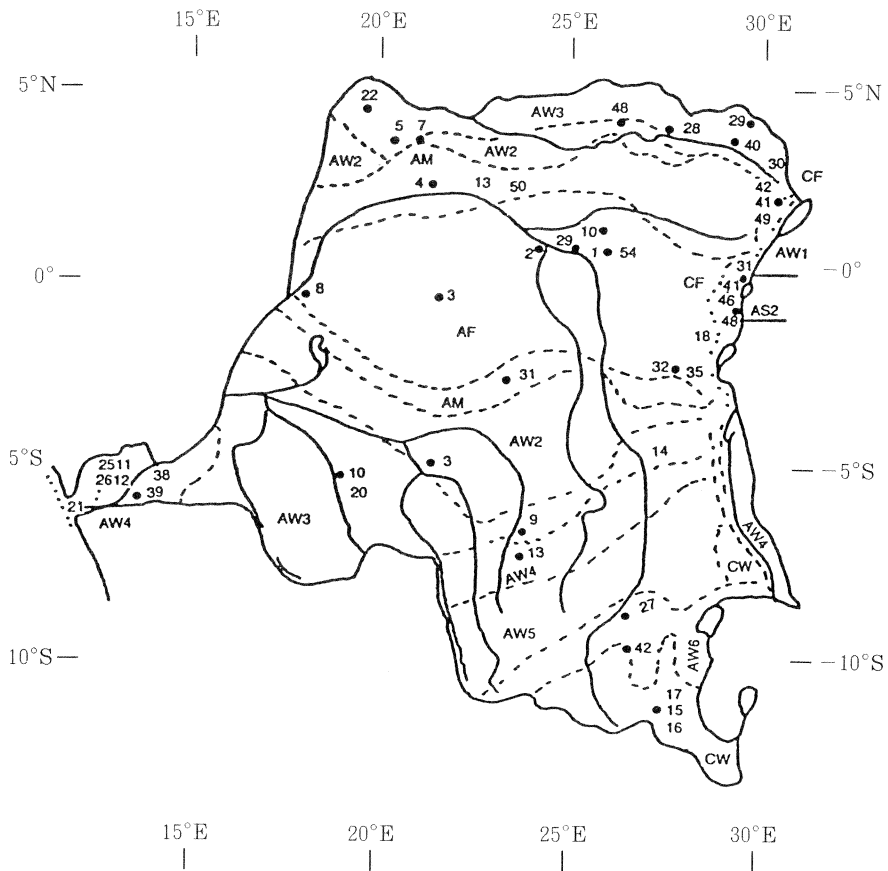 15°E 20°E 25°E 30°E
5°N — — −5°N
22
AW3 48 29
5 7 28
40
AW2 AM AW2 30
CF
4 13 50 42
41
49
10
29
2 1 54 AW1
0° — — −0°
31
CF 41
8 3 46 AS2
48
AF 18
32 35
31
AM
AW2
5°S 14 — −5°S
2511 38 3
2612 39 10
20
21
AW4 AW3 9
AW4
13
AW4 CW
27
AW5
10°S — 42 AW6 — −10°S
17
15
16
CW
15°E 20°E 25°E 30°E